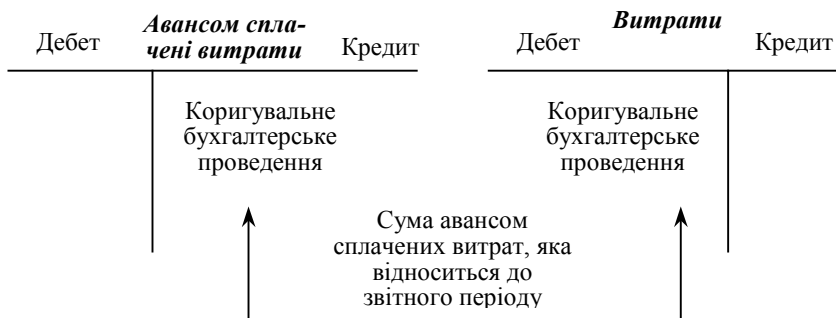 Дебет
Авансом спла-
чені витрати
Кредит
Витрати
Дебет
Кредит
Коригувальне
бухгалтерське
проведення
Коригувальне
бухгалтерське
проведення
Сума авансом
сплачених витрат, яка
відноситься до
звітного періоду